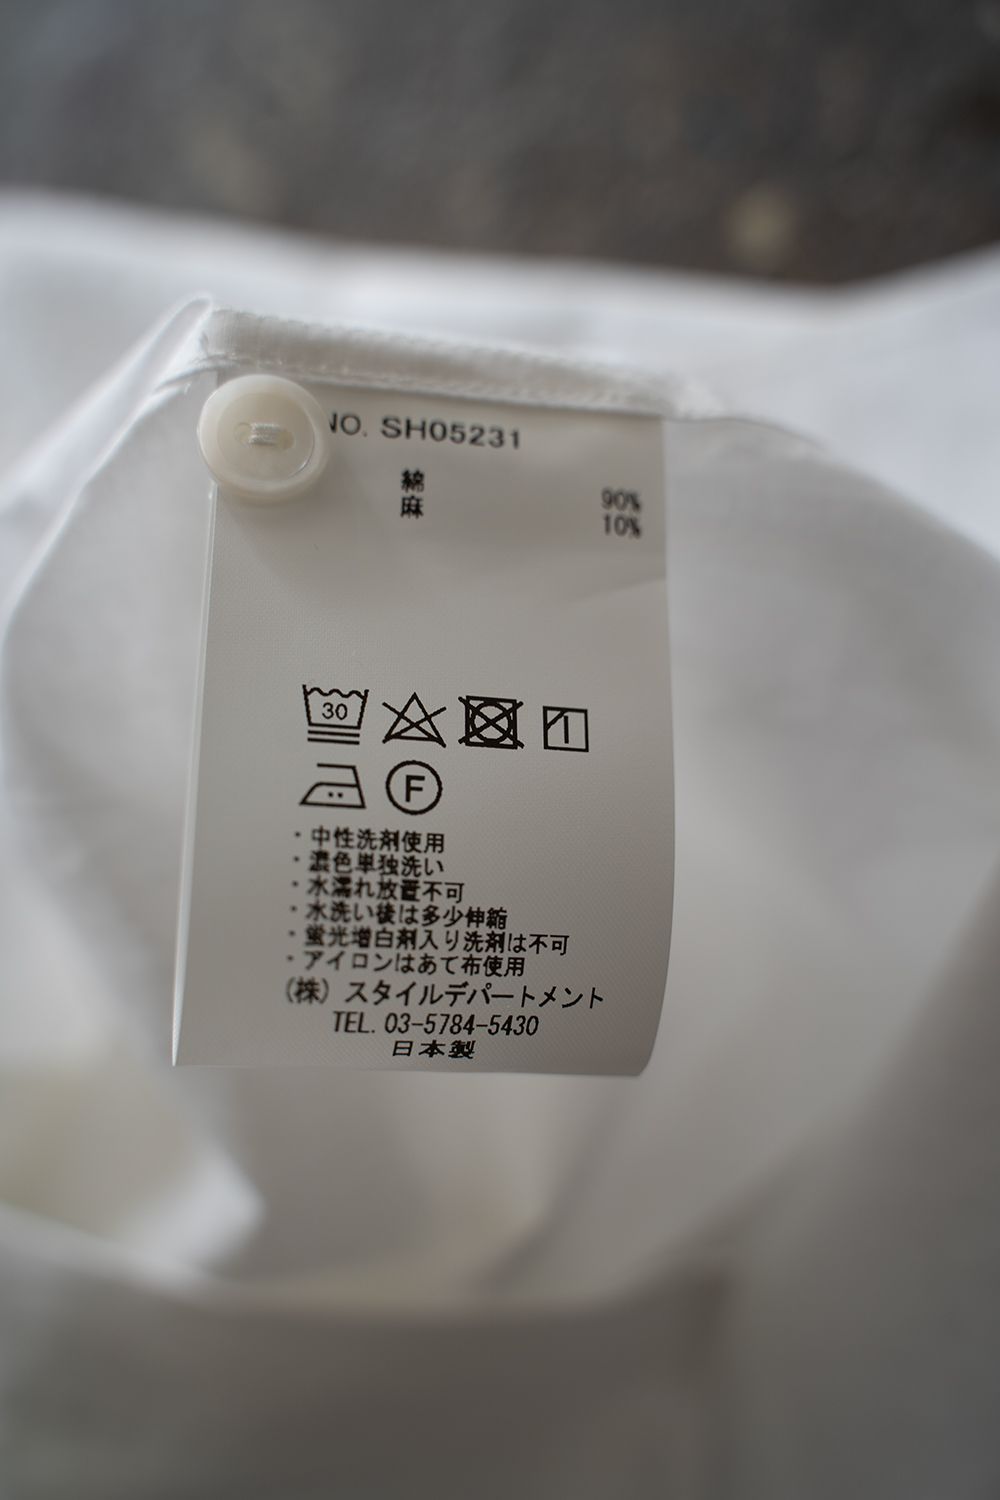 NO. SH05231
綿 90%
麻 10%
30
F
・中性洗剤使用
・濃色単独洗い
・水濡れ放置不可
・水洗い後は多少伸縮
・蛍光増白剤入り洗剤は不可
・アイロンはあて布使用
(株) スタイルデパートメント
TEL. 03-5784-5430
日本製